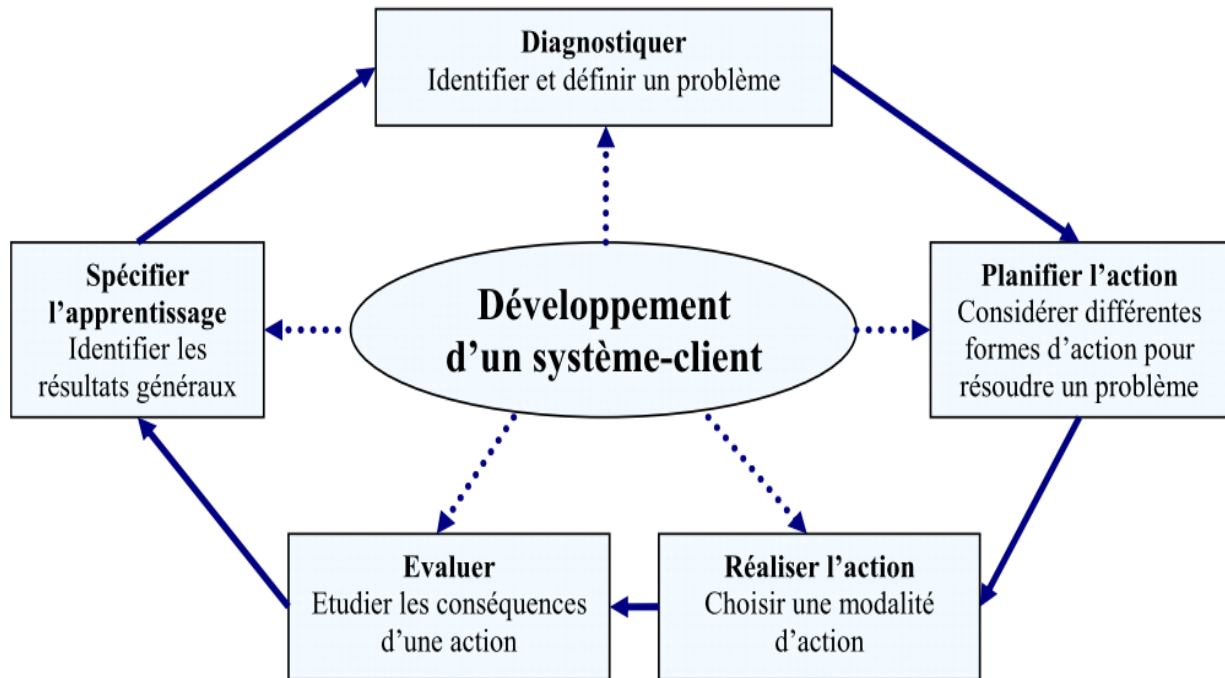 Diagnostiquer
Identifier et définir un problème
Spécifier
l’apprentissage
Identifier les
résultats généraux
Développement
d’un système-client
Planifier l’action
Considérer différentes
formes d’action pour
résoudre un problème
Evaluer
Etudier les conséquences
d’une action
Réaliser l’action
Choisir une modalité
d’action